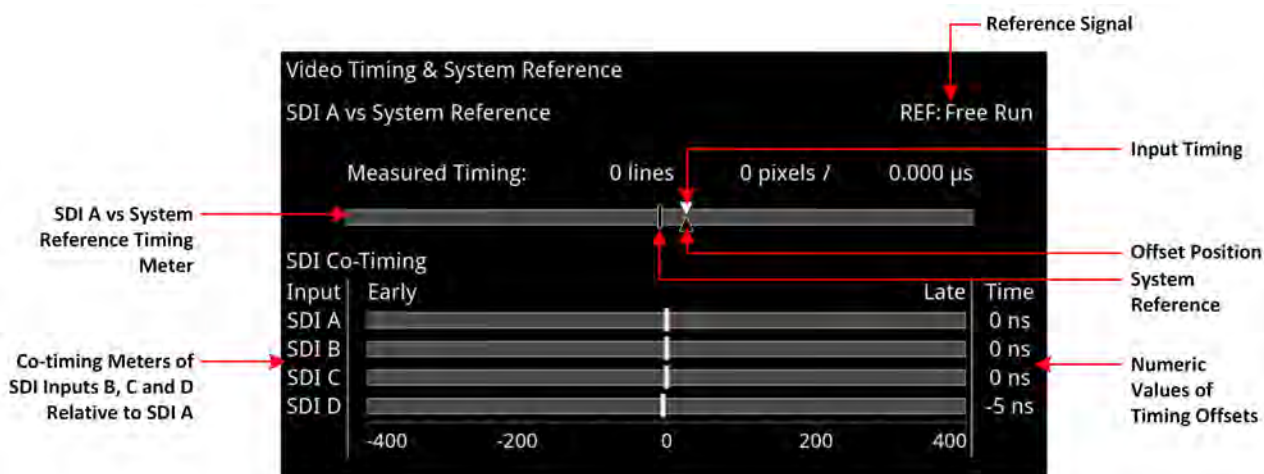 Reference Signal
Video Timing & System Reference
SDI A vs System Reference
REF: Free Run
Input Timing
Measured Timing: 0 lines 0 pixels / 0.000 µs
SDI A vs System
Reference Timing
Meter
Offset Position
System
Reference
SDI Co-Timing
Input Early Late Time
SDI A 0 ns
SDI B 0 ns
SDI C 0 ns
SDI D -5 ns
-400 -200 0 200 400
Co-timing Meters of
SDI Inputs B, C and D
Relative to SDI A
Numeric
Values of
Timing Offsets